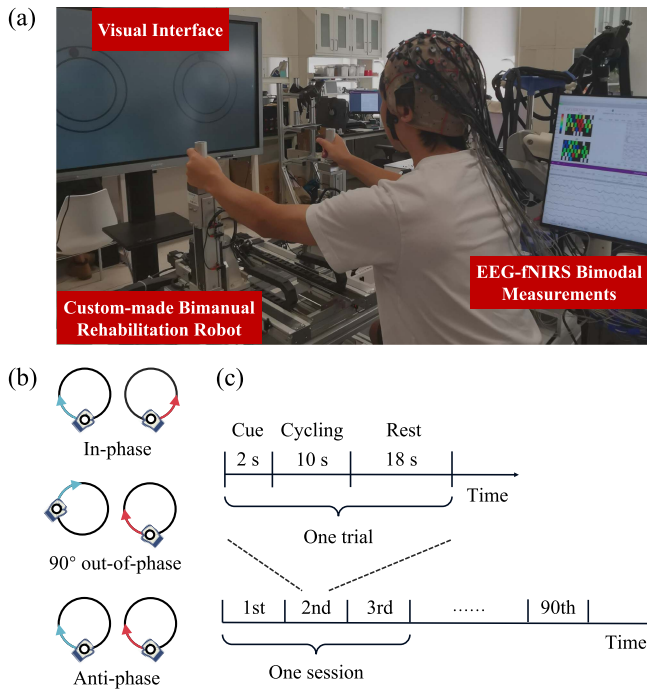 (a)
Visual Interface
EEG-fNIRS Bimodal
Measurements
Custom-made Bimanual
Rehabilitation Robot
(b)
In-phase
90° out-of-phase
Anti-phase
(c)
Cue Cycling Rest
2 s 10 s 18 s
Time
One trial
1st 2nd 3rd ...... 90th
Time
One session